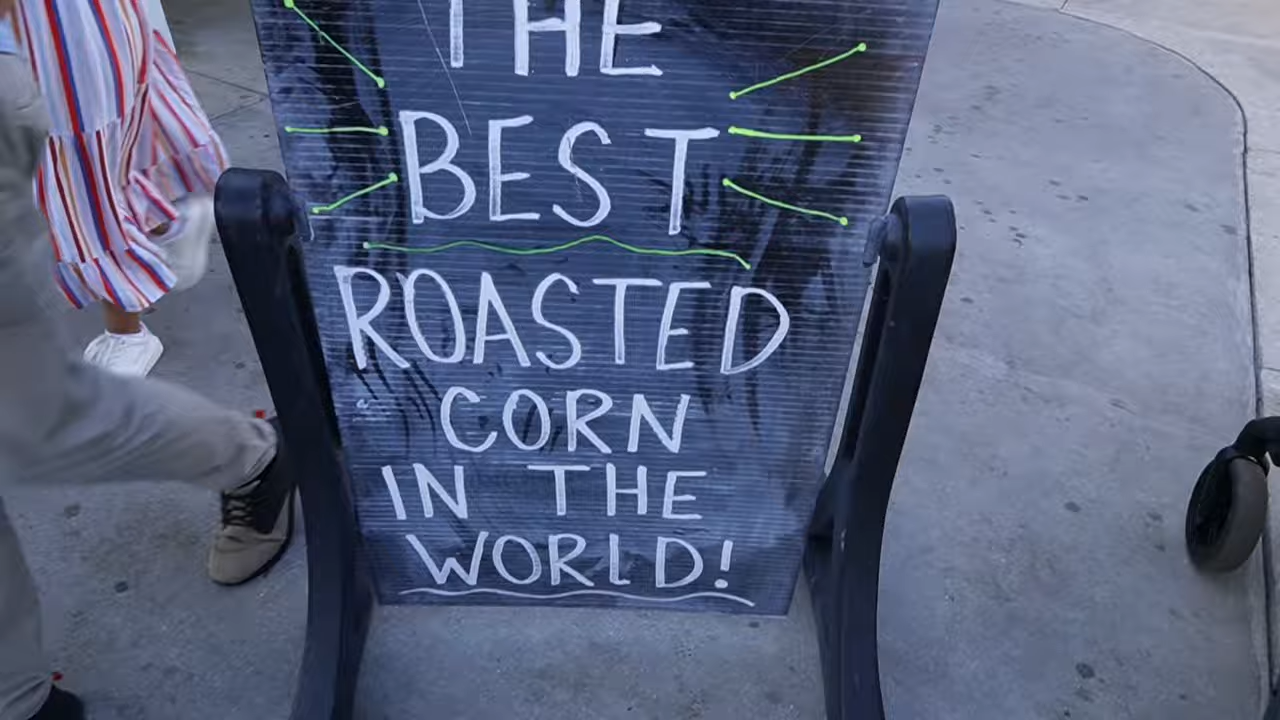 THE
BEST
ROASTED
CORN
IN THE
WORLD!